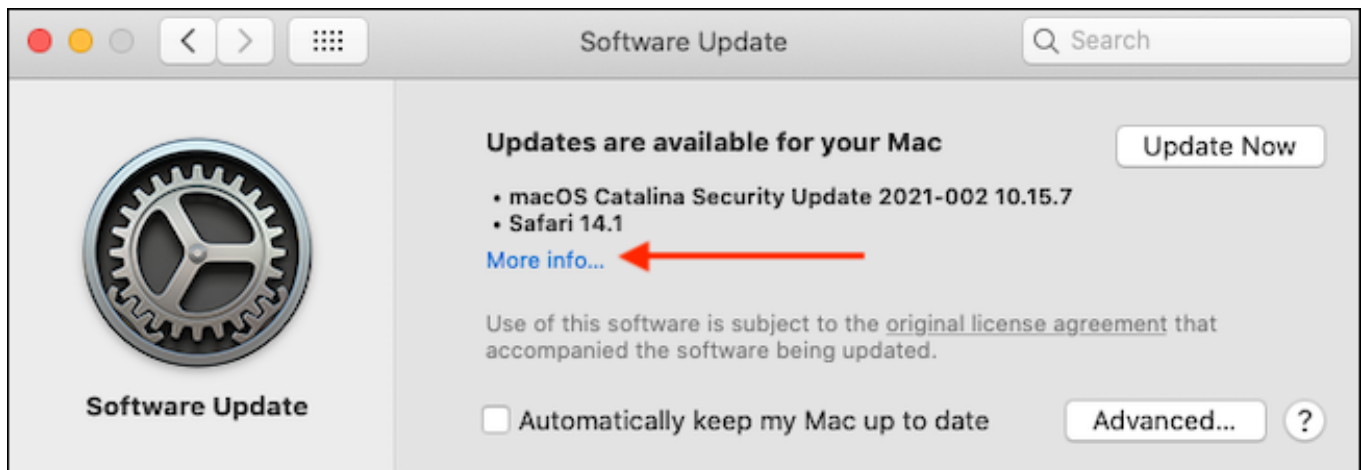 Software Update
Search
Updates are available for your Mac
Update Now
• macOS Catalina Security Update 2021-002 10.15.7
• Safari 14.1
More info...
Use of this software is subject to the original license agreement that
accompanied the software being updated.
Software Update
Automatically keep my Mac up to date
Advanced...
?